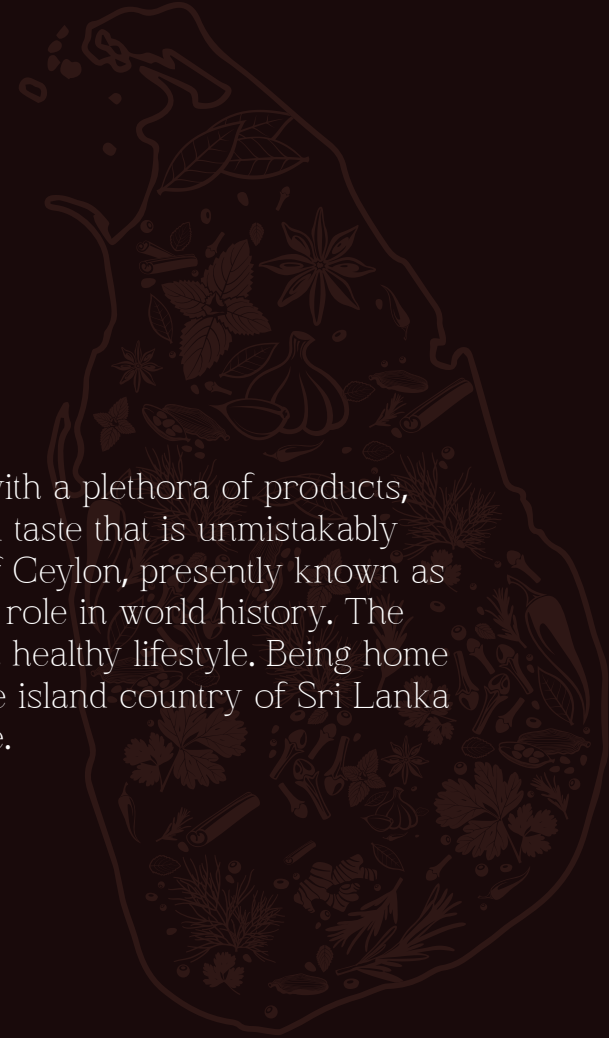 with a plethora of products,
taste that is unmistakably
Ceylon, presently known as
role in world history. The
healthy lifestyle. Being home
island country of Sri Lanka